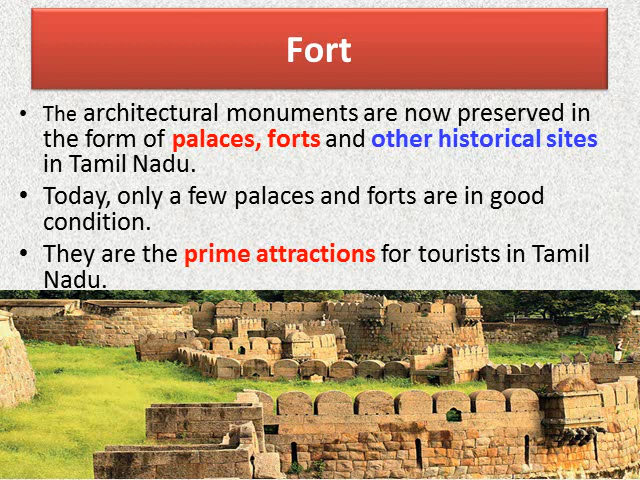 Fort
• The architectural monuments are now preserved in
the form of palaces, forts and other historical sites
in Tamil Nadu.
• Today, only a few palaces and forts are in good
condition.
• They are the prime attractions for tourists in Tamil
Nadu.